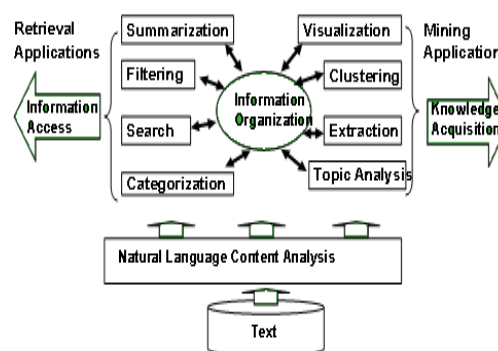 Retrieval
Applications
Summarization
Visualization
Mining
Application
Filtering
Clustering
Information
Access
Information
Organization
Knowledge
Acquisition
Search
Extraction
Categorization
Topic Analysis
Natural Language Content Analysis
Text